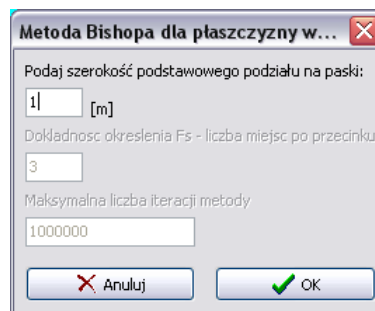 Metoda Bishopa dla płaszczyzny w...
Podaj szerokość podstawowego podziału na paski:
1 [m]
Dokladnosc okreslenia Fs - liczba miejsc po przecinku
3
Maksymalna liczba iteracji metody
1000000
Anuluj OK